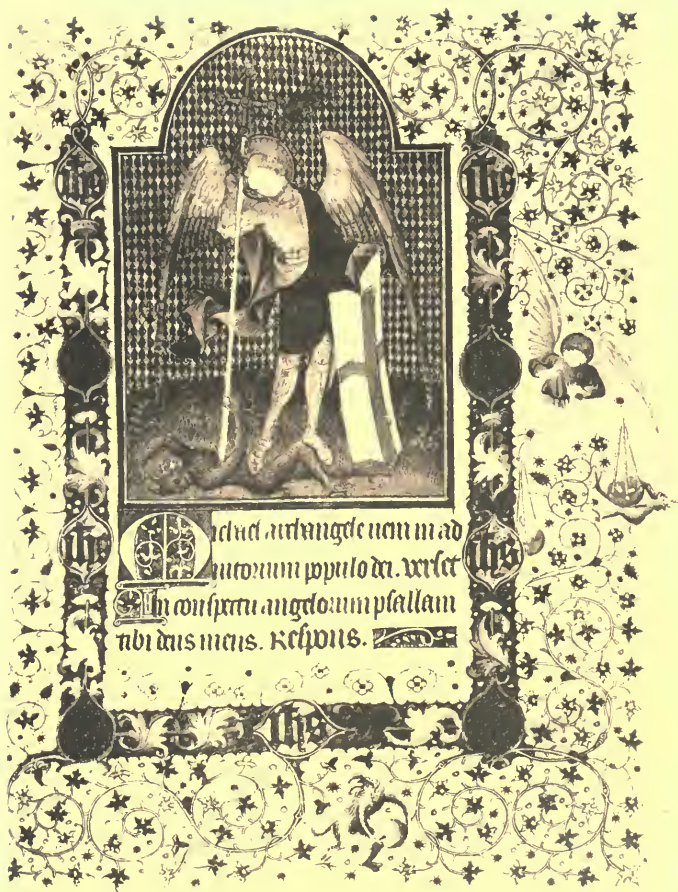 ihs
ihs
Michael archangele veni in ad
iutorium populo dei. verset
In conspectu angelorum psallam
tibi deus meus. Respons.
ihs
ihs
ihs